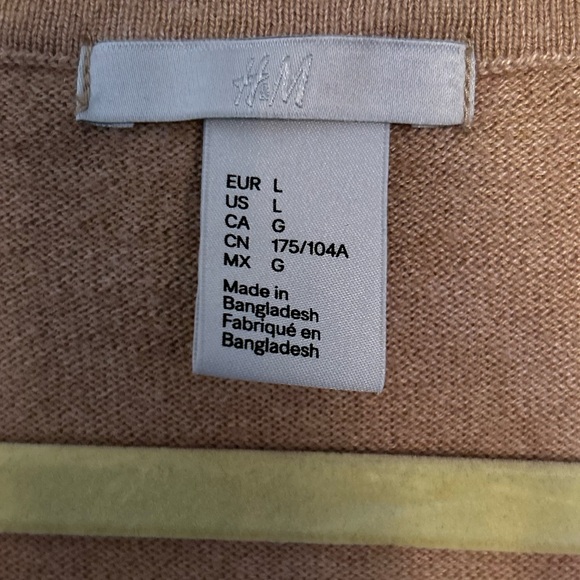 H&M
EUR L
US L
CA G
CN 175/104A
MX G
Made in
Bangladesh
Fabriqué en
Bangladesh